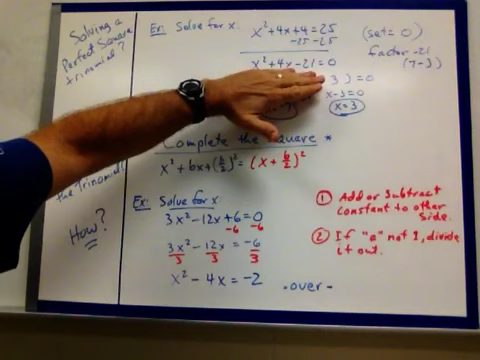 Solving a
Perfect Square
trinomial?
Ex: Solve for x:
x² + 4x + 4 = 25
-25 -25
x² + 4x - 21 = 0
(set = 0)
factor -21
(7 -3)
3 ) = 0
x - 3 = 0
x = 3
Complete the Square *
x² + bx + (b/2)² = (x + b/2)²
the Trinomial?
How?
Ex: Solve for x:
3x² - 12x + 6 = 0
-6 -6
3x²/3 - 12x/3 = -6/3
x² - 4x = -2
-over-
① Add or Subtract
Constant to other
Side.
② If "a" not 1, divide
it out.